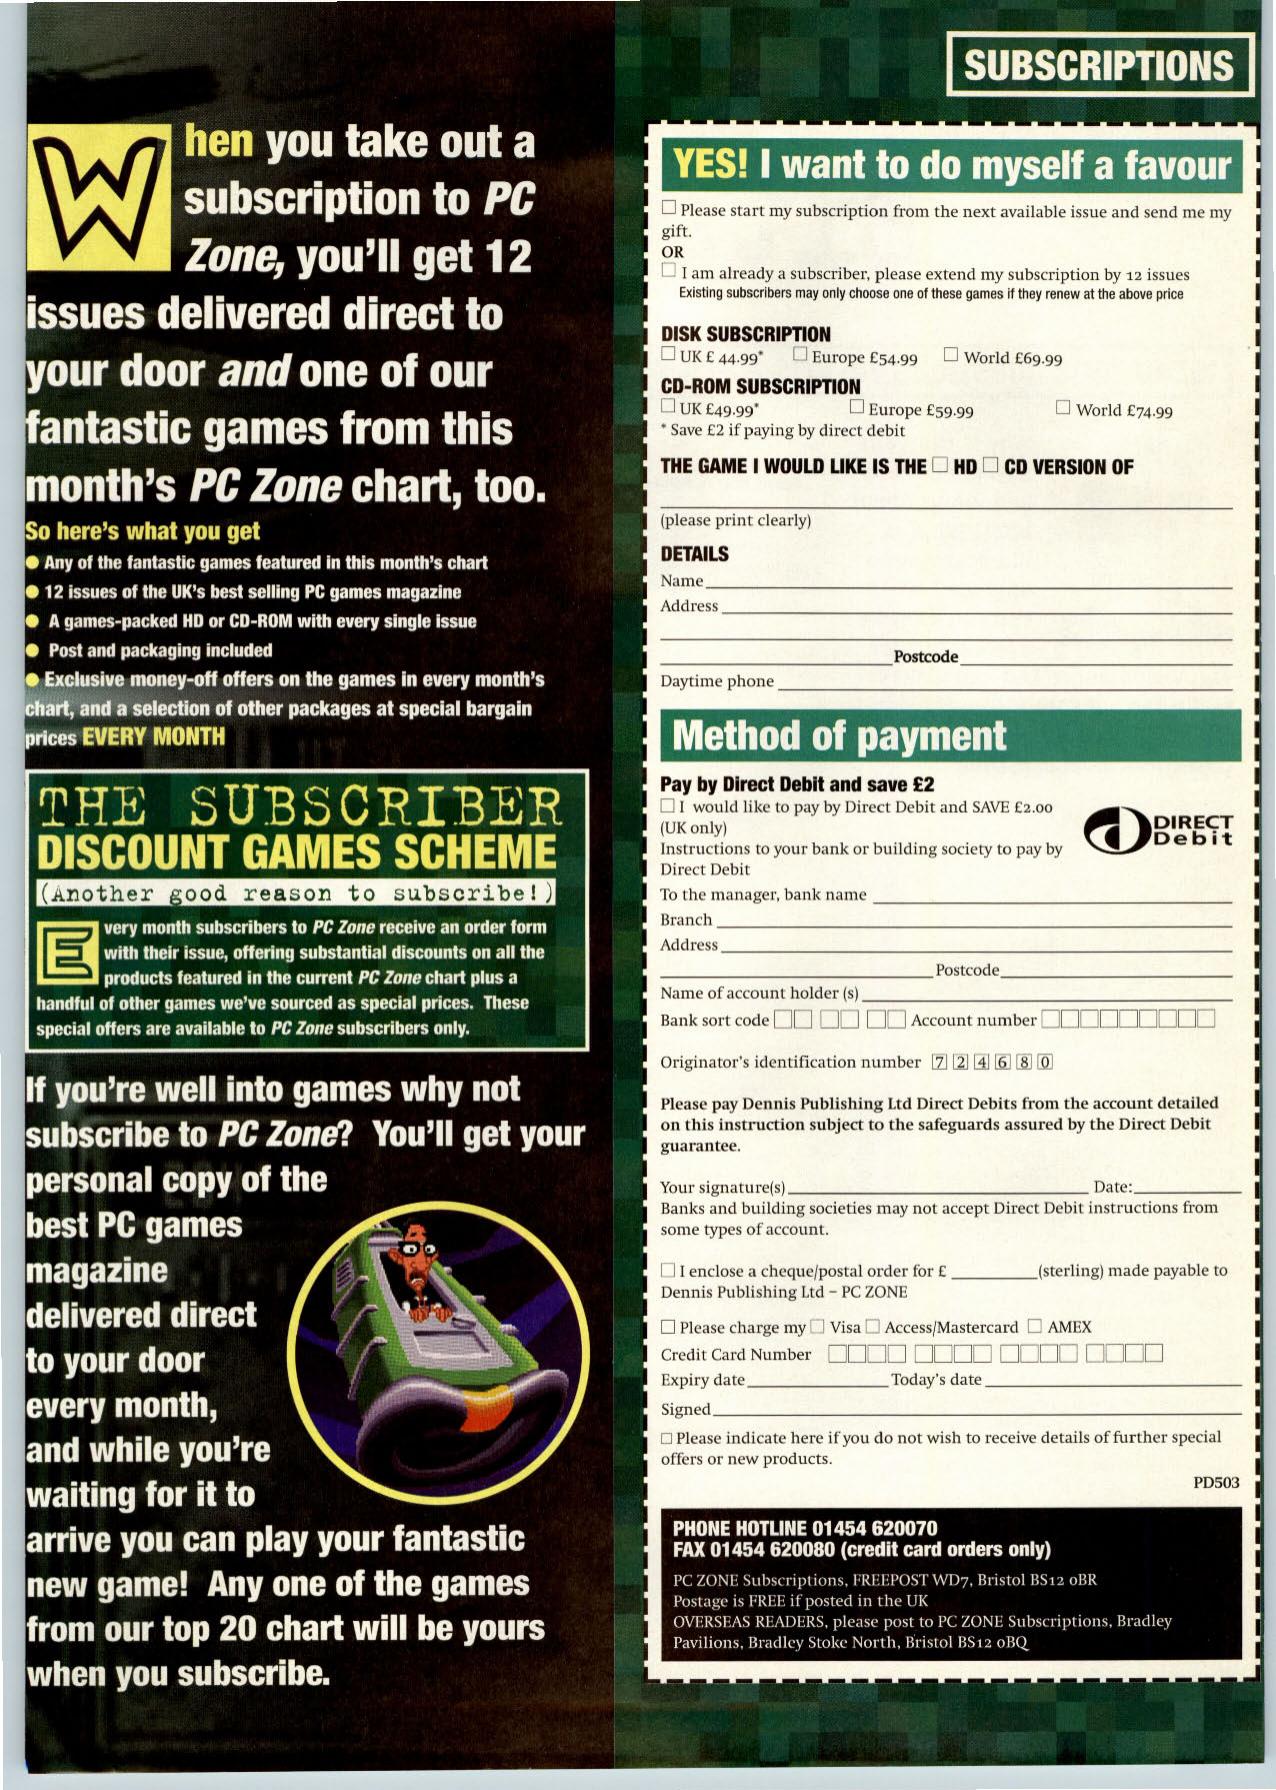 SUBSCRIPTIONS
When you take out a
subscription to PC
Zone, you'll get 12
issues delivered direct to
your door and one of our
fantastic games from this
month's PC Zone chart, too.
So here's what you get
● Any of the fantastic games featured in this month's chart
● 12 issues of the UK's best selling PC games magazine
● A games-packed HD or CD-ROM with every single issue
● Post and packaging included
● Exclusive money-off offers on the games in every month's
chart, and a selection of other packages at special bargain
prices EVERY MONTH
THE SUBSCRIBER
DISCOUNT GAMES SCHEME
(Another good reason to subscribe!)
Every month subscribers to PC Zone receive an order form
with their issue, offering substantial discounts on all the
products featured in the current PC Zone chart plus a
handful of other games we've sourced as special prices. These
special offers are available to PC Zone subscribers only.
If you're well into games why not
subscribe to PC Zone? You'll get your
personal copy of the
best PC games
magazine
delivered direct
to your door
every month,
and while you're
waiting for it to
arrive you can play your fantastic
new game! Any one of the games
from our top 20 chart will be yours
when you subscribe.
YES! I want to do myself a favour
☐ Please start my subscription from the next available issue and send me my
gift.
OR
☐ I am already a subscriber, please extend my subscription by 12 issues
Existing subscribers may only choose one of these games if they renew at the above price
DISK SUBSCRIPTION
☐ UK £ 44.99* ☐ Europe £54.99 ☐ World £69.99
CD-ROM SUBSCRIPTION
☐ UK £49.99* ☐ Europe £59.99 ☐ World £74.99
* Save £2 if paying by direct debit
THE GAME I WOULD LIKE IS THE ☐ HD ☐ CD VERSION OF
(please print clearly)
DETAILS
Name
Address
Postcode
Daytime phone
Method of payment
Pay by Direct Debit and save £2
☐ I would like to pay by Direct Debit and SAVE £2.00
(UK only)
DIRECT
Debit
Instructions to your bank or building society to pay by
Direct Debit
To the manager, bank name
Branch
Address
Postcode
Name of account holder (s)
Bank sort code ☐☐ ☐☐ ☐☐ Account number ☐☐☐☐☐☐☐☐☐
Originator's identification number 7 2 4 6 8 0
Please pay Dennis Publishing Ltd Direct Debits from the account detailed
on this instruction subject to the safeguards assured by the Direct Debit
guarantee.
Your signature(s) Date:
Banks and building societies may not accept Direct Debit instructions from
some types of account.
☐ I enclose a cheque/postal order for £ (sterling) made payable to
Dennis Publishing Ltd – PC ZONE
☐ Please charge my ☐ Visa ☐ Access/Mastercard ☐ AMEX
Credit Card Number ☐☐☐☐ ☐☐☐☐ ☐☐☐☐ ☐☐☐☐
Expiry date Today's date
Signed
☐ Please indicate here if you do not wish to receive details of further special
offers or new products.
PD503
PHONE HOTLINE 01454 620070
FAX 01454 620080 (credit card orders only)
PC ZONE Subscriptions, FREEPOST WD7, Bristol BS12 0BR
Postage is FREE if posted in the UK
OVERSEAS READERS, please post to PC ZONE Subscriptions, Bradley
Pavilions, Bradley Stoke North, Bristol BS12 0BQ